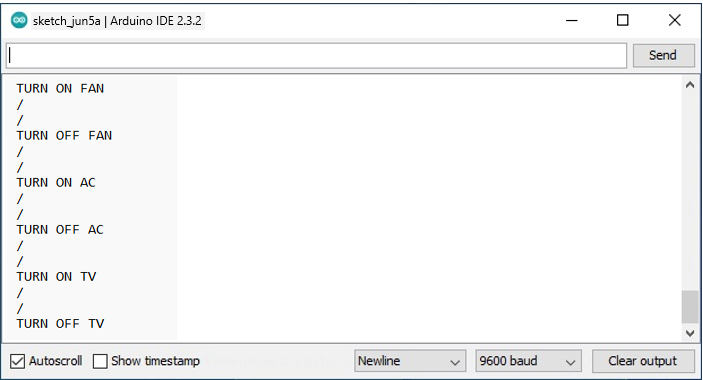 sketch_jun5a | Arduino IDE 2.3.2
Send
TURN ON FAN
/
/
TURN OFF FAN
/
/
TURN ON AC
/
/
TURN OFF AC
/
/
TURN ON TV
/
/
TURN OFF TV
Autoscroll Show timestamp Newline 9600 baud Clear output